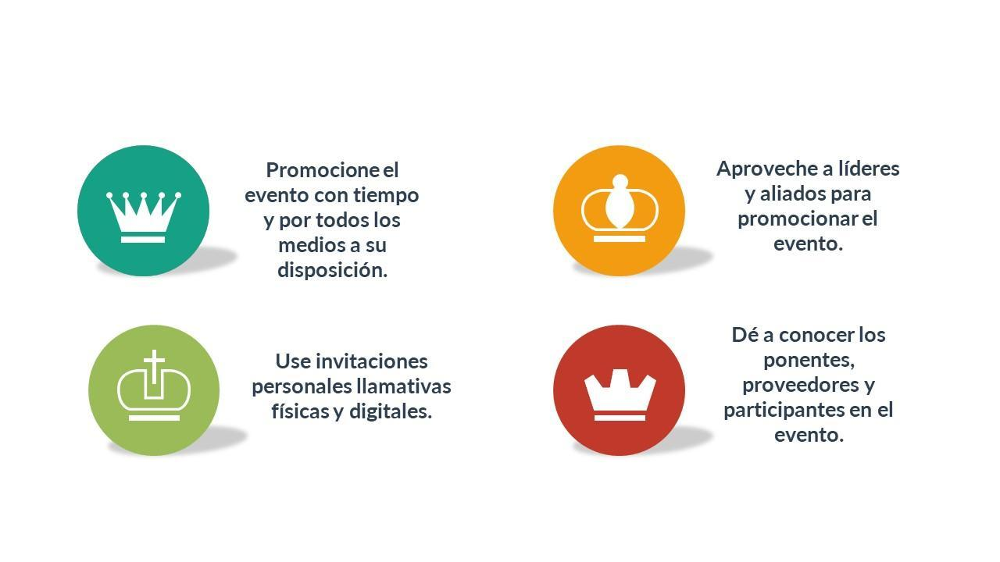 Promocione el
evento con tiempo
y por todos los
medios a su
disposición.
Aproveche a líderes
y aliados para
promocionar el
evento.
Use invitaciones
personales llamativas
físicas y digitales.
Dé a conocer los
ponentes,
proveedores y
participantes en el
evento.